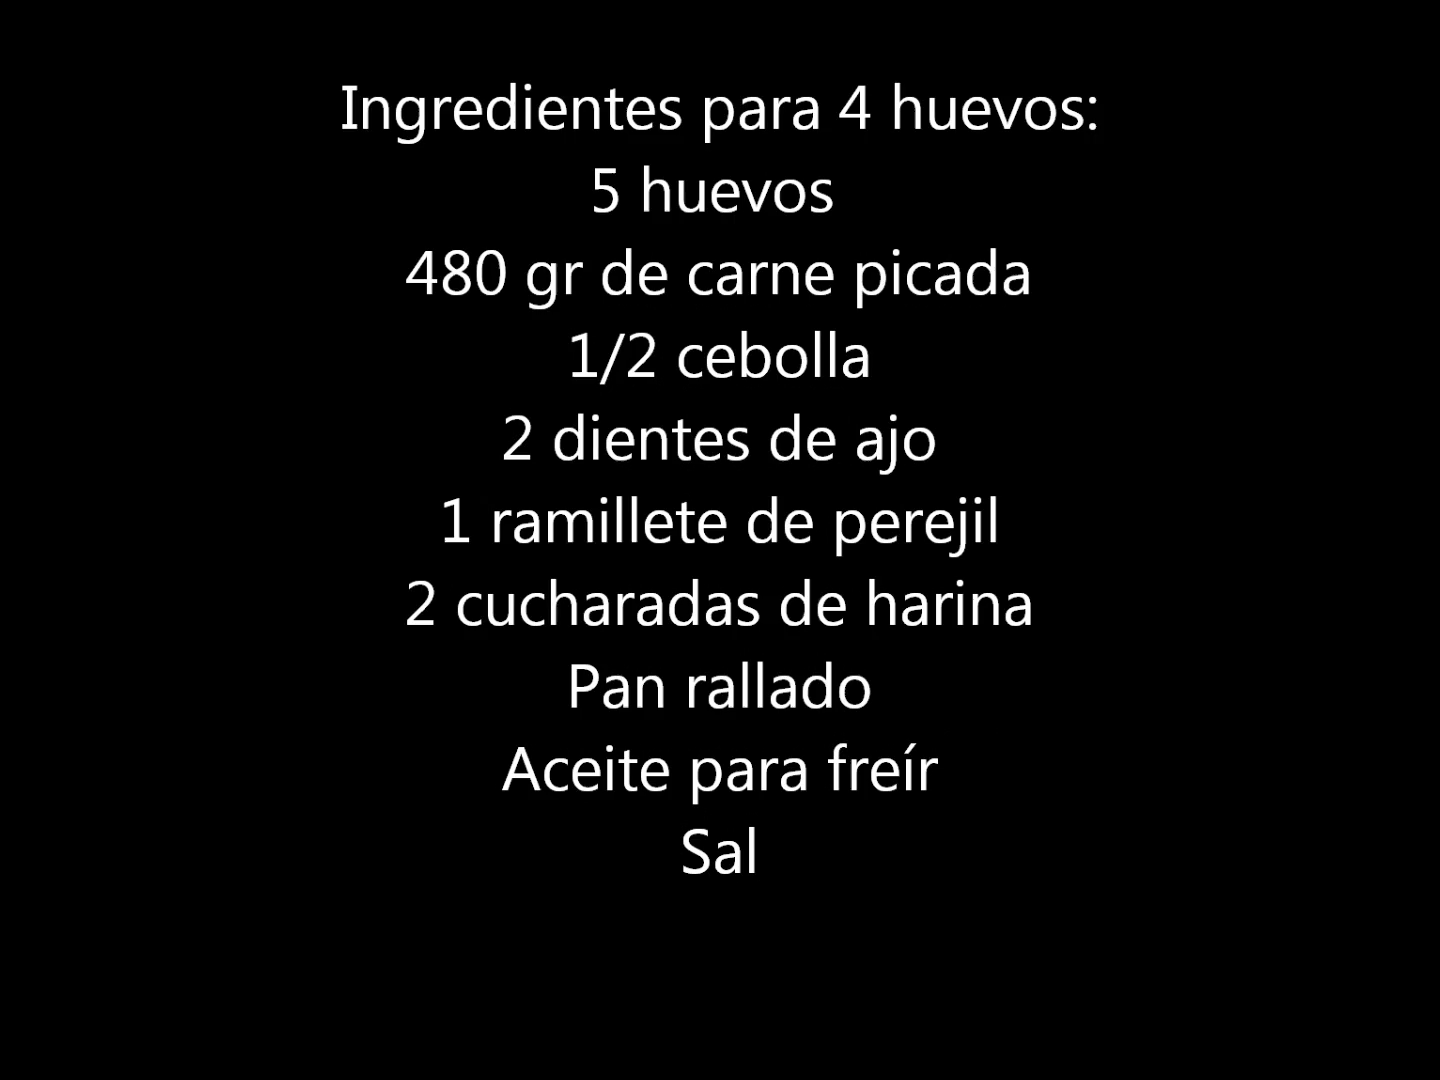 Ingredientes para 4 huevos:
5 huevos
480 gr de carne picada
1/2 cebolla
2 dientes de ajo
1 ramillete de perejil
2 cucharadas de harina
Pan rallado
Aceite para freír
Sal